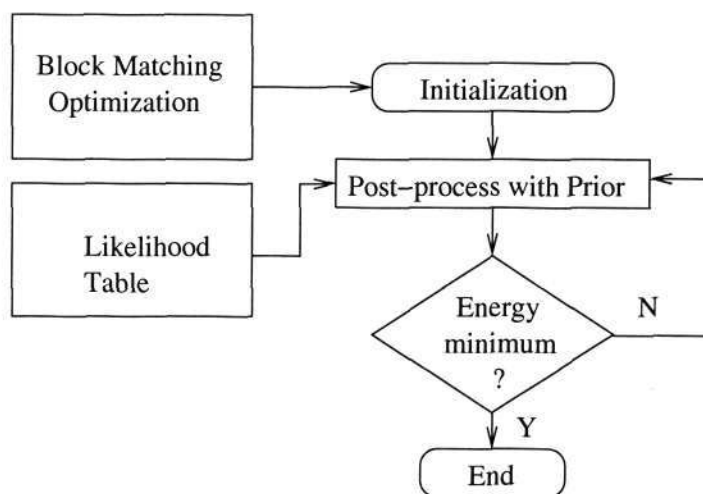 Block Matching
Optimization
Initialization
Post-process with Prior
Likelihood
Table
Energy
minimum
?
N
Y
End